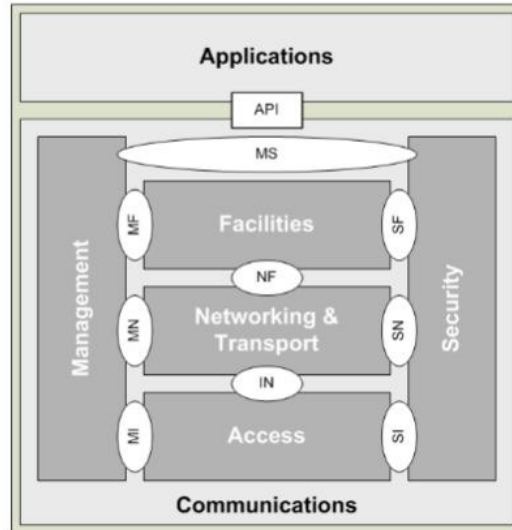 Applications
API
MS
Management
MF
Facilities
SF
Security
NF
MN
Networking &
Transport
SN
IN
MI
Access
SI
Communications